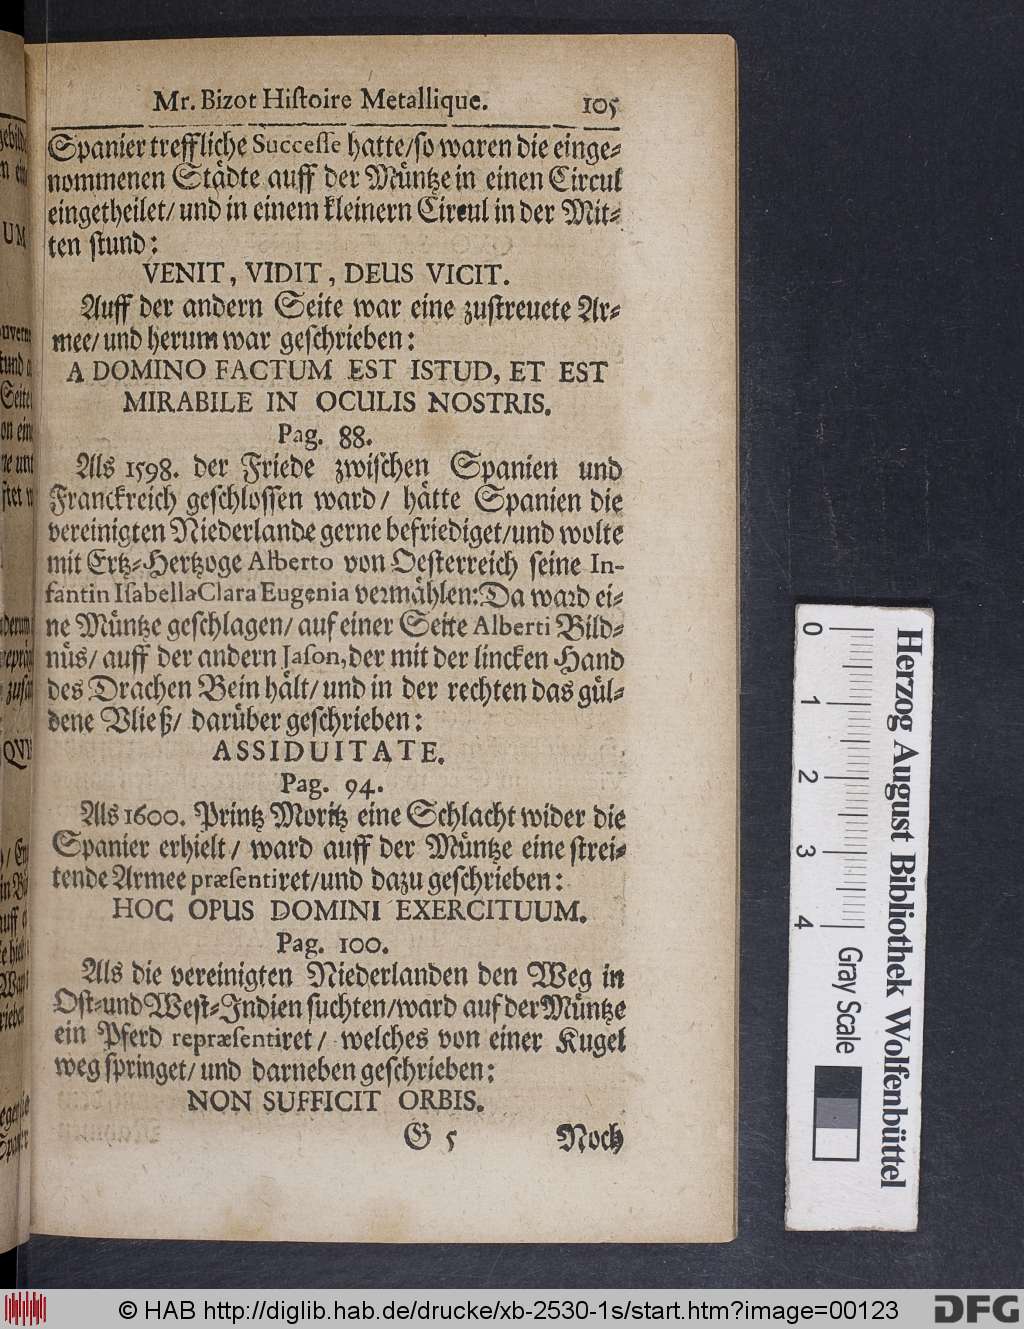 Mr. Bizot Histoire Metallique. 105
Spanier treffliche Successe hatte/so waren die einge-
nommenen Städte auff der Müntze in einen Circul
eingetheilet/ und in einem kleinern Circul in der Mit-
ten stund:
VENIT, VIDIT, DEUS VICIT.
Auff der andern Seite war eine zustreuete Ar-
mee/ und herum war geschrieben:
A DOMINO FACTUM EST ISTUD, ET EST
MIRABILE IN OCULIS NOSTRIS.
Pag. 88.
Als 1598. der Friede zwischen Spanien und
Franckreich geschlossen ward/ hätte Spanien die
vereinigten Niederlande gerne befriediget/und wolte
mit Ertz-Hertzoge Alberto von Oesterreich seine In-
fantin Isabella Clara Eugenia vermählen: Da ward ei-
ne Müntze geschlagen/ auf einer Seite Alberti Bild-
nüs/ auff der andern Jason, der mit der lincken Hand
des Drachen Bein hält/ und in der rechten das gül-
dene Vließ/ darüber geschrieben:
ASSIDUITATE.
Pag. 94.
Als 1600. Printz Moritz eine Schlacht wider die
Spanier erhielt/ ward auff der Müntze eine strei-
tende Armee præsentiret/und dazu geschrieben:
HOC OPUS DOMINI EXERCITUUM.
Pag. 100.
Als die vereinigten Niederlanden den Weg in
Ost-und West-Indien suchten/ward auf der Müntze
ein Pferd repræsentiret/ welches von einer Kugel
weg springet/ und darneben geschrieben:
NON SUFFICIT ORBIS.
G 5 Noch
0 1 2 3 4
Herzog August Bibliothek Wolfenbüttel
Gray Scale
© HAB http://diglib.hab.de/drucke/xb-2530-1s/start.htm?image=00123
DFG